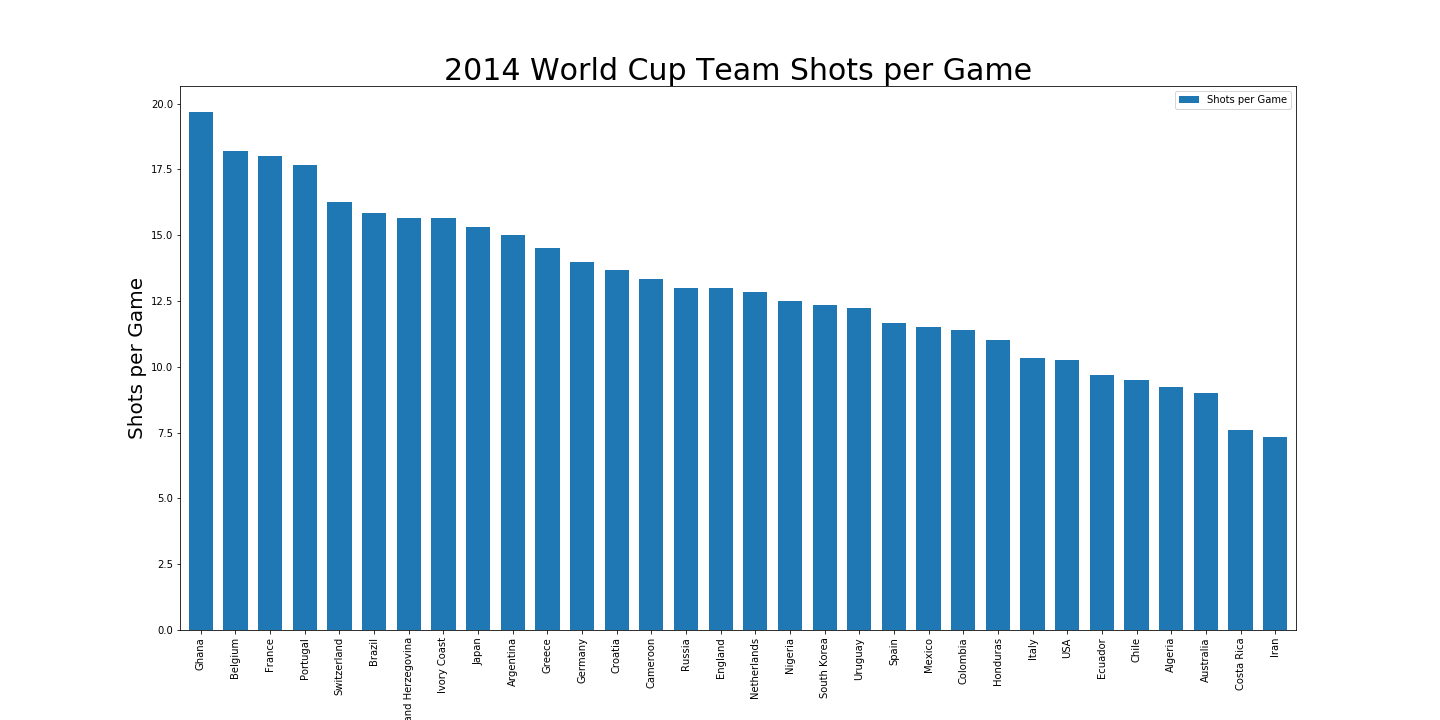 2014 World Cup Team Shots per Game
Shots per Game
Shots per Game
20.0
17.5
15.0
12.5
10.0
7.5
5.0
2.5
0.0
Ghana
Belgium
France
Portugal
Switzerland
Brazil
and Herzegovina
Ivory Coast
Japan
Argentina
Greece
Germany
Croatia
Cameroon
Russia
England
Netherlands
Nigeria
South Korea
Uruguay
Spain
Mexico
Colombia
Honduras
Italy
USA
Ecuador
Chile
Algeria
Australia
Costa Rica
Iran